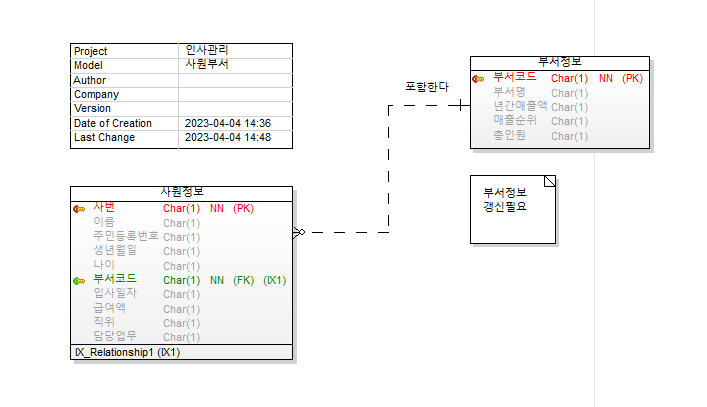 Project 인사관리
Model 사원부서
Author
Company
Version
Date of Creation 2023-04-04 14:36
Last Change 2023-04-04 14:48
포함한다
부서정보
부서코드 Char(1) NN (PK)
부서명 Char(1)
년간매출액 Char(1)
매출순위 Char(1)
총인원 Char(1)
부서정보
갱신필요
사원정보
사번 Char(1) NN (PK)
이름 Char(1)
주민등록번호 Char(1)
생년월일 Char(1)
나이 Char(1)
부서코드 Char(1) NN (FK) (IX1)
입사일자 Char(1)
급여액 Char(1)
직위 Char(1)
담당업무 Char(1)
IX_Relationship1 (IX1)